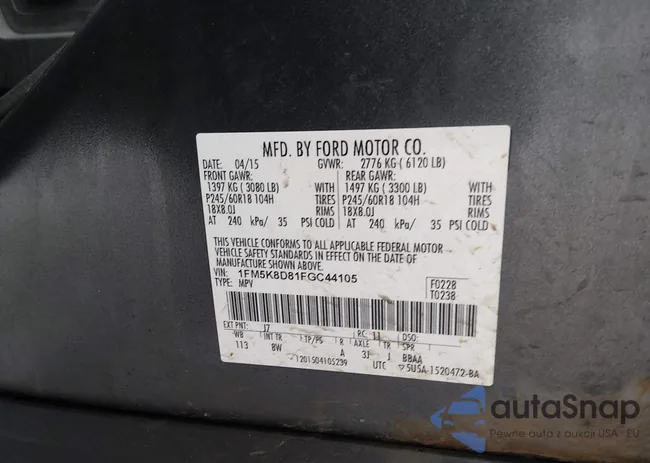 MFD. BY FORD MOTOR CO.
DATE: 04/15 GVWR: 2776 KG ( 6120 LB)
FRONT GAWR: REAR GAWR:
1397 KG ( 3080 LB) WITH 1497 KG ( 3300 LB) WITH
P245/60R18 104H TIRES P245/60R18 104H TIRES
18X8.0J RIMS 18X8.0J RIMS
AT 240 kPa/ 35 PSI COLD AT 240 kPa/ 35 PSI COLD
THIS VEHICLE CONFORMS TO ALL APPLICABLE FEDERAL MOTOR
VEHICLE SAFETY STANDARDS IN EFFECT ON THE DATE OF
MANUFACTURE SHOWN ABOVE.
VIN: 1FM5K8D81FGC44105 F0228
TYPE: MPV T0238
EXT PNT: J7 RC: 11 DSO:
WB INT TR TP/PS R AXLE TR SPR
113 8W A 3J J BBAA
1201504105239 UTC 5U5A-1520472-BA
autaSnap
Pewne auta z aukcji USA i EU